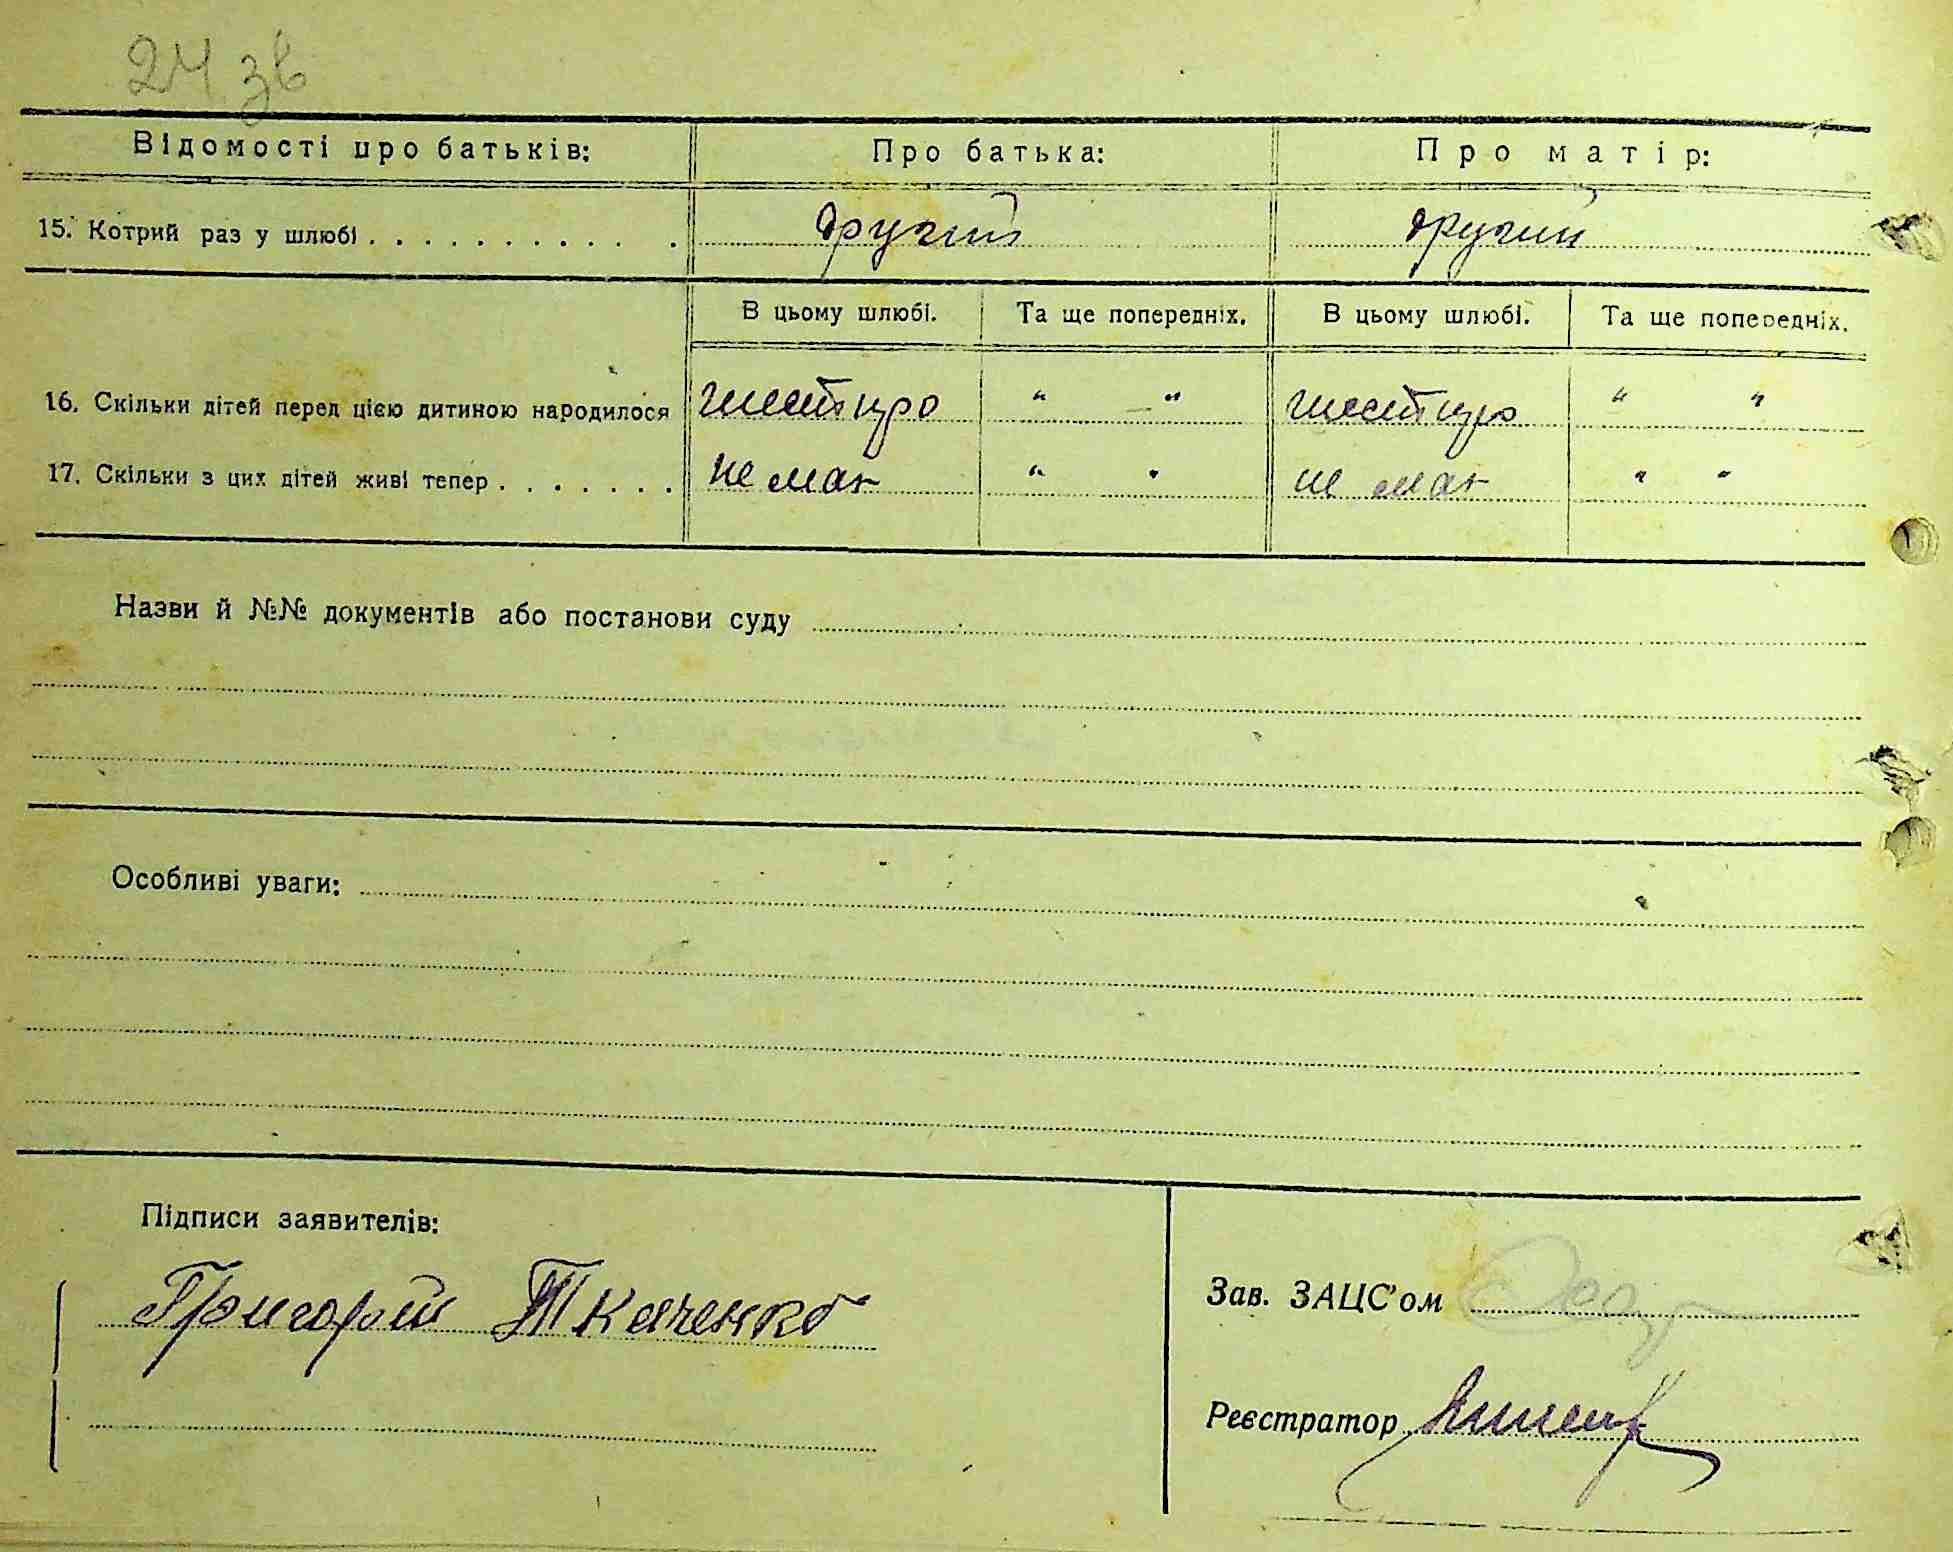 24 зв
Відомості про батьків: Про батька: Про матір:
15. Котрий раз у шлюбі . . . . . . . . . . . . другий другий
В цьому шлюбі. Та ще попередніх. В цьому шлюбі. Та ще попередніх.
16. Скільки дітей перед цією дитиною народилося шестиро " — " шестиро " "
17. Скільки з цих дітей живі тепер . . . . . . . не має " " не має " "
Назви й №№ документів або постанови суду
Особливі уваги:
Підписи заявителів:
Григорій Ткаченко
Зав. ЗАЦС'ом
Реєстратор